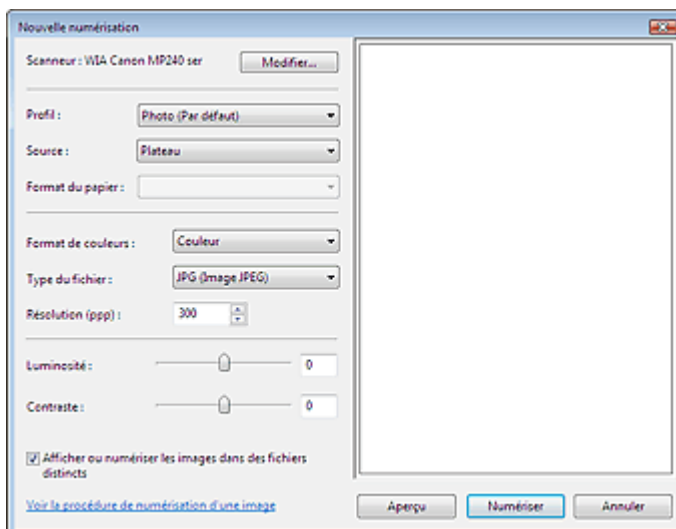 Nouvelle numérisation
Scanneur : WIA Canon MP240 ser
Modifier...
Profil :
Photo (Par défaut)
Source :
Plateau
Format du papier :
Format de couleurs :
Couleur
Type du fichier :
JPG (Image JPEG)
Résolution (ppp) :
300
Luminosité :
0
Contraste :
0
Afficher ou numériser les images dans des fichiers
distincts
Voir la procédure de numérisation d'une image
Aperçu
Numériser
Annuler